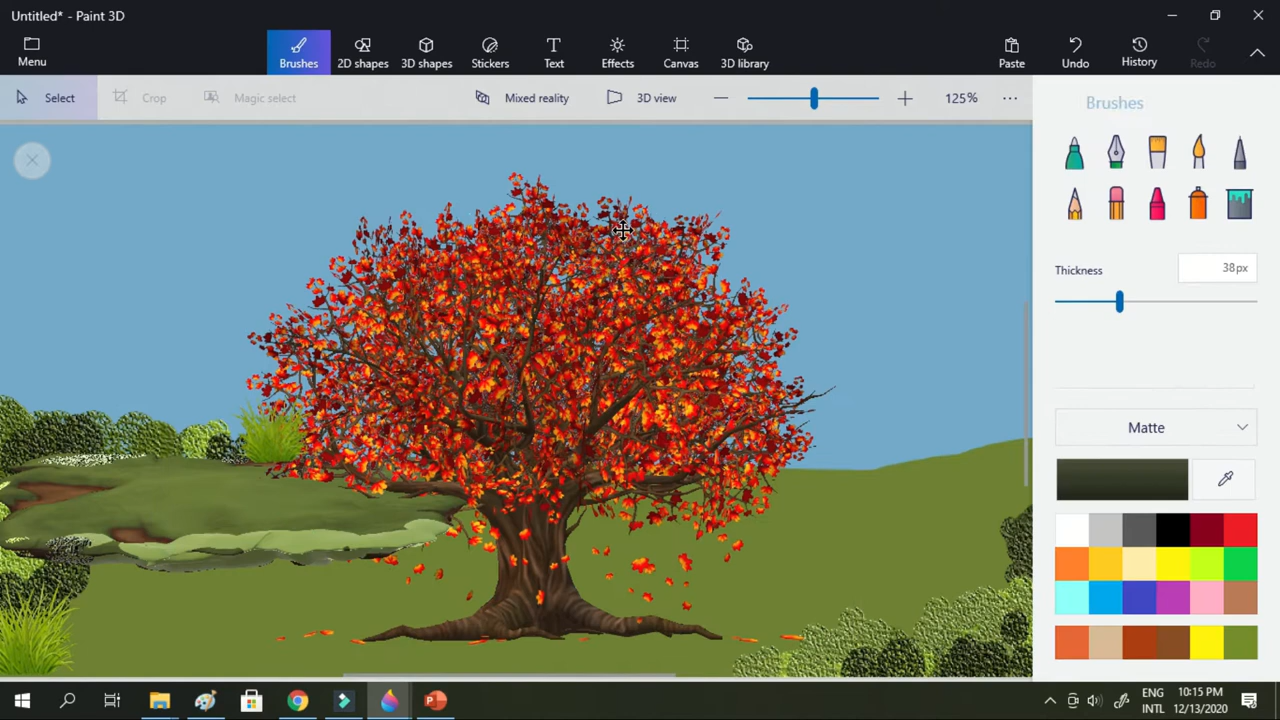 Untitled* - Paint 3D
Menu
Brushes
2D shapes
3D shapes
Stickers
Text
Effects
Canvas
3D library
Paste
Undo
History
Redo
Select
Crop
Magic select
Mixed reality
3D view
125%
Brushes
Thickness
38px
Matte
ENG
INTL
10:15 PM
12/13/2020